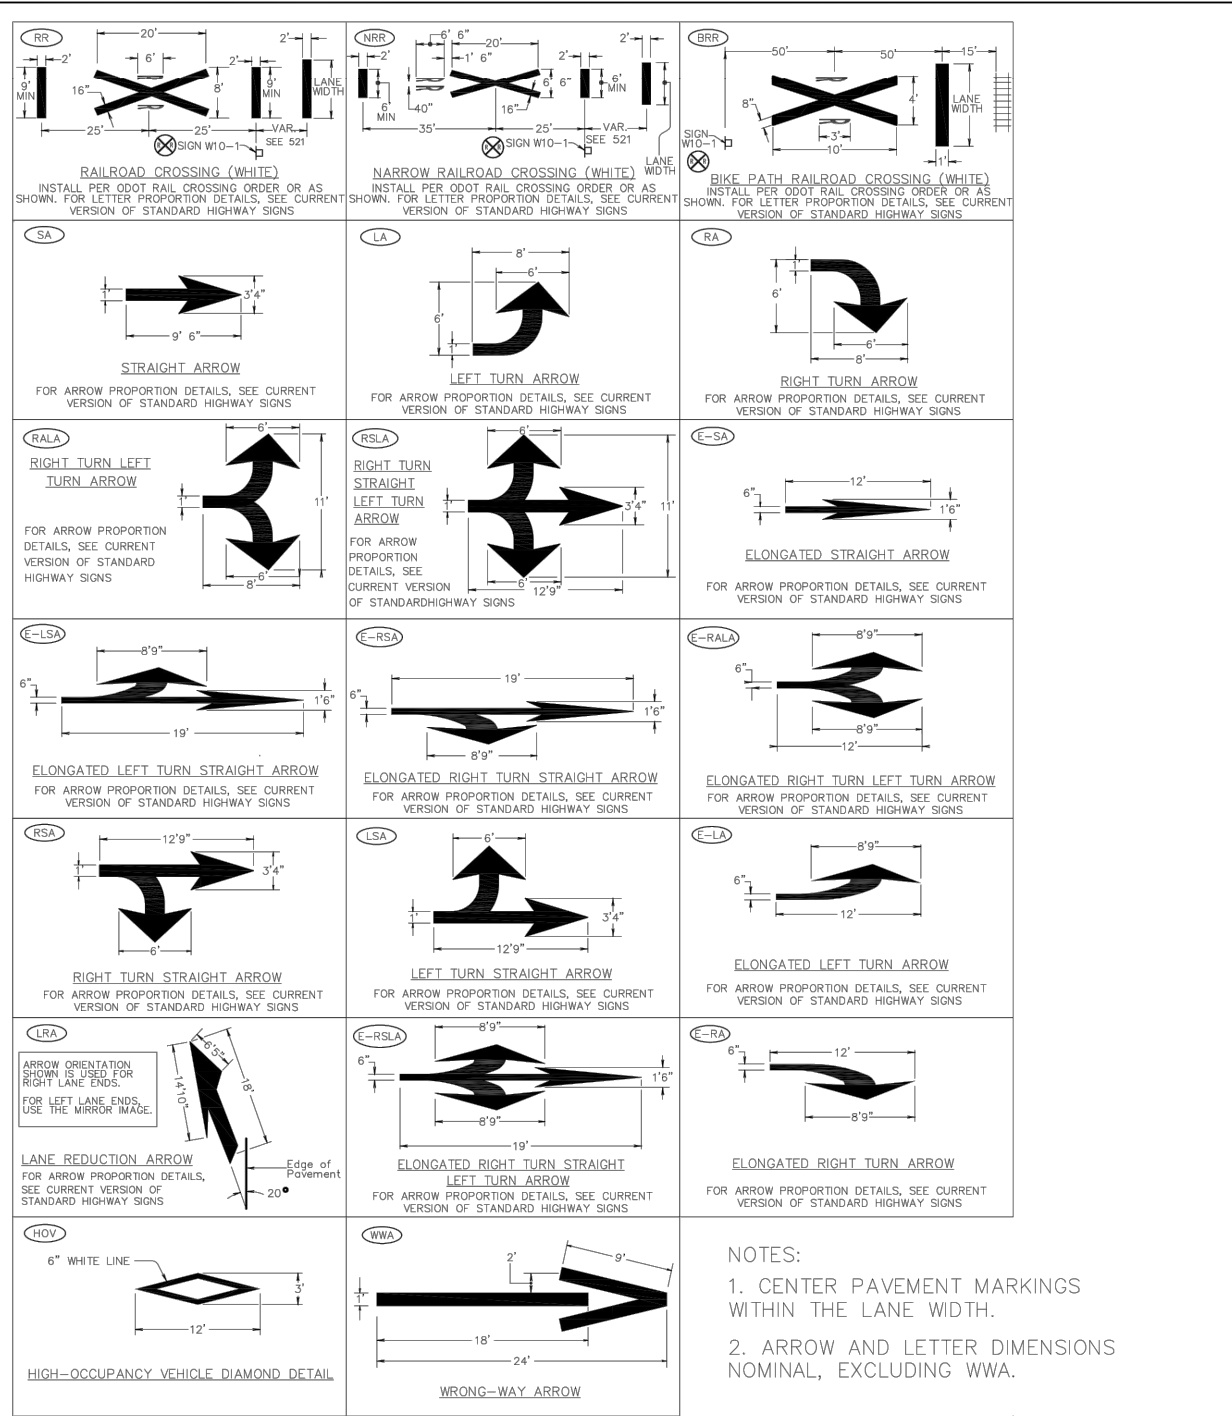 RR
20'
6'
2'
2'
2'
9'
MIN
16"
8'
9'
MIN
LANE
WIDTH
R
R
25'
25'
VAR.
SEE 521
R R
SIGN W10-1
RAILROAD CROSSING (WHITE)
INSTALL PER ODOT RAIL CROSSING ORDER OR AS
SHOWN. FOR LETTER PROPORTION DETAILS, SEE CURRENT
VERSION OF STANDARD HIGHWAY SIGNS
NRR
6' 6"
20'
2'
1' 6"
2'
2'
6'
MIN
R
R
40"
6'
6"
16"
6'
MIN
35'
25'
VAR.
SEE 521
R R
SIGN W10-1
LANE
WIDTH
NARROW RAILROAD CROSSING (WHITE)
INSTALL PER ODOT RAIL CROSSING ORDER OR AS
SHOWN. FOR LETTER PROPORTION DETAILS, SEE CURRENT
VERSION OF STANDARD HIGHWAY SIGNS
BRR
50'
50'
15'
R
R
8"
4'
LANE
WIDTH
3'
10'
1'
SIGN
W10-1
R R
BIKE PATH RAILROAD CROSSING (WHITE)
INSTALL PER ODOT RAIL CROSSING ORDER OR AS
SHOWN. FOR LETTER PROPORTION DETAILS, SEE CURRENT
VERSION OF STANDARD HIGHWAY SIGNS
SA
1'
3'4"
9' 6"
STRAIGHT ARROW
FOR ARROW PROPORTION DETAILS, SEE CURRENT
VERSION OF STANDARD HIGHWAY SIGNS
LA
8'
6'
6'
1'
LEFT TURN ARROW
FOR ARROW PROPORTION DETAILS, SEE CURRENT
VERSION OF STANDARD HIGHWAY SIGNS
RA
1'
6'
6'
8'
RIGHT TURN ARROW
FOR ARROW PROPORTION DETAILS, SEE CURRENT
VERSION OF STANDARD HIGHWAY SIGNS
RALA
RIGHT TURN LEFT
TURN ARROW
FOR ARROW PROPORTION
DETAILS, SEE CURRENT
VERSION OF STANDARD
HIGHWAY SIGNS
6'
1'
11'
6'
8'
RSLA
RIGHT TURN
STRAIGHT
LEFT TURN
ARROW
FOR ARROW
PROPORTION
DETAILS, SEE
CURRENT VERSION
OF STANDARDHIGHWAY SIGNS
6'
1'
3'4"
11'
6'
12'9"
E-SA
12'
6"
1'6"
ELONGATED STRAIGHT ARROW
FOR ARROW PROPORTION DETAILS, SEE CURRENT
VERSION OF STANDARD HIGHWAY SIGNS
E-LSA
8'9"
6"
1'6"
19'
ELONGATED LEFT TURN STRAIGHT ARROW
FOR ARROW PROPORTION DETAILS, SEE CURRENT
VERSION OF STANDARD HIGHWAY SIGNS
E-RSA
19'
6"
1'6"
8'9"
ELONGATED RIGHT TURN STRAIGHT ARROW
FOR ARROW PROPORTION DETAILS, SEE CURRENT
VERSION OF STANDARD HIGHWAY SIGNS
E-RALA
8'9"
6"
8'9"
12'
ELONGATED RIGHT TURN LEFT TURN ARROW
FOR ARROW PROPORTION DETAILS, SEE CURRENT
VERSION OF STANDARD HIGHWAY SIGNS
RSA
12'9"
1'
3'4"
6'
RIGHT TURN STRAIGHT ARROW
FOR ARROW PROPORTION DETAILS, SEE CURRENT
VERSION OF STANDARD HIGHWAY SIGNS
LSA
6'
1'
3'4"
12'9"
LEFT TURN STRAIGHT ARROW
FOR ARROW PROPORTION DETAILS, SEE CURRENT
VERSION OF STANDARD HIGHWAY SIGNS
E-LA
8'9"
6"
12'
ELONGATED LEFT TURN ARROW
FOR ARROW PROPORTION DETAILS, SEE CURRENT
VERSION OF STANDARD HIGHWAY SIGNS
LRA
ARROW ORIENTATION
SHOWN IS USED FOR
RIGHT LANE ENDS.
FOR LEFT LANE ENDS,
USE THE MIRROR IMAGE.
6'5"
14'10"
18'
Edge of
Pavement
20°
LANE REDUCTION ARROW
FOR ARROW PROPORTION DETAILS,
SEE CURRENT VERSION OF
STANDARD HIGHWAY SIGNS
E-RSLA
8'9"
6"
1'6"
8'9"
19'
ELONGATED RIGHT TURN STRAIGHT
LEFT TURN ARROW
FOR ARROW PROPORTION DETAILS, SEE CURRENT
VERSION OF STANDARD HIGHWAY SIGNS
E-RA
12'
6"
8'9"
ELONGATED RIGHT TURN ARROW
FOR ARROW PROPORTION DETAILS, SEE CURRENT
VERSION OF STANDARD HIGHWAY SIGNS
HOV
6" WHITE LINE
3'
12'
HIGH-OCCUPANCY VEHICLE DIAMOND DETAIL
WWA
9'
2'
1'
18'
24'
WRONG-WAY ARROW
NOTES:
1. CENTER PAVEMENT MARKINGS
WITHIN THE LANE WIDTH.
2. ARROW AND LETTER DIMENSIONS
NOMINAL, EXCLUDING WWA.